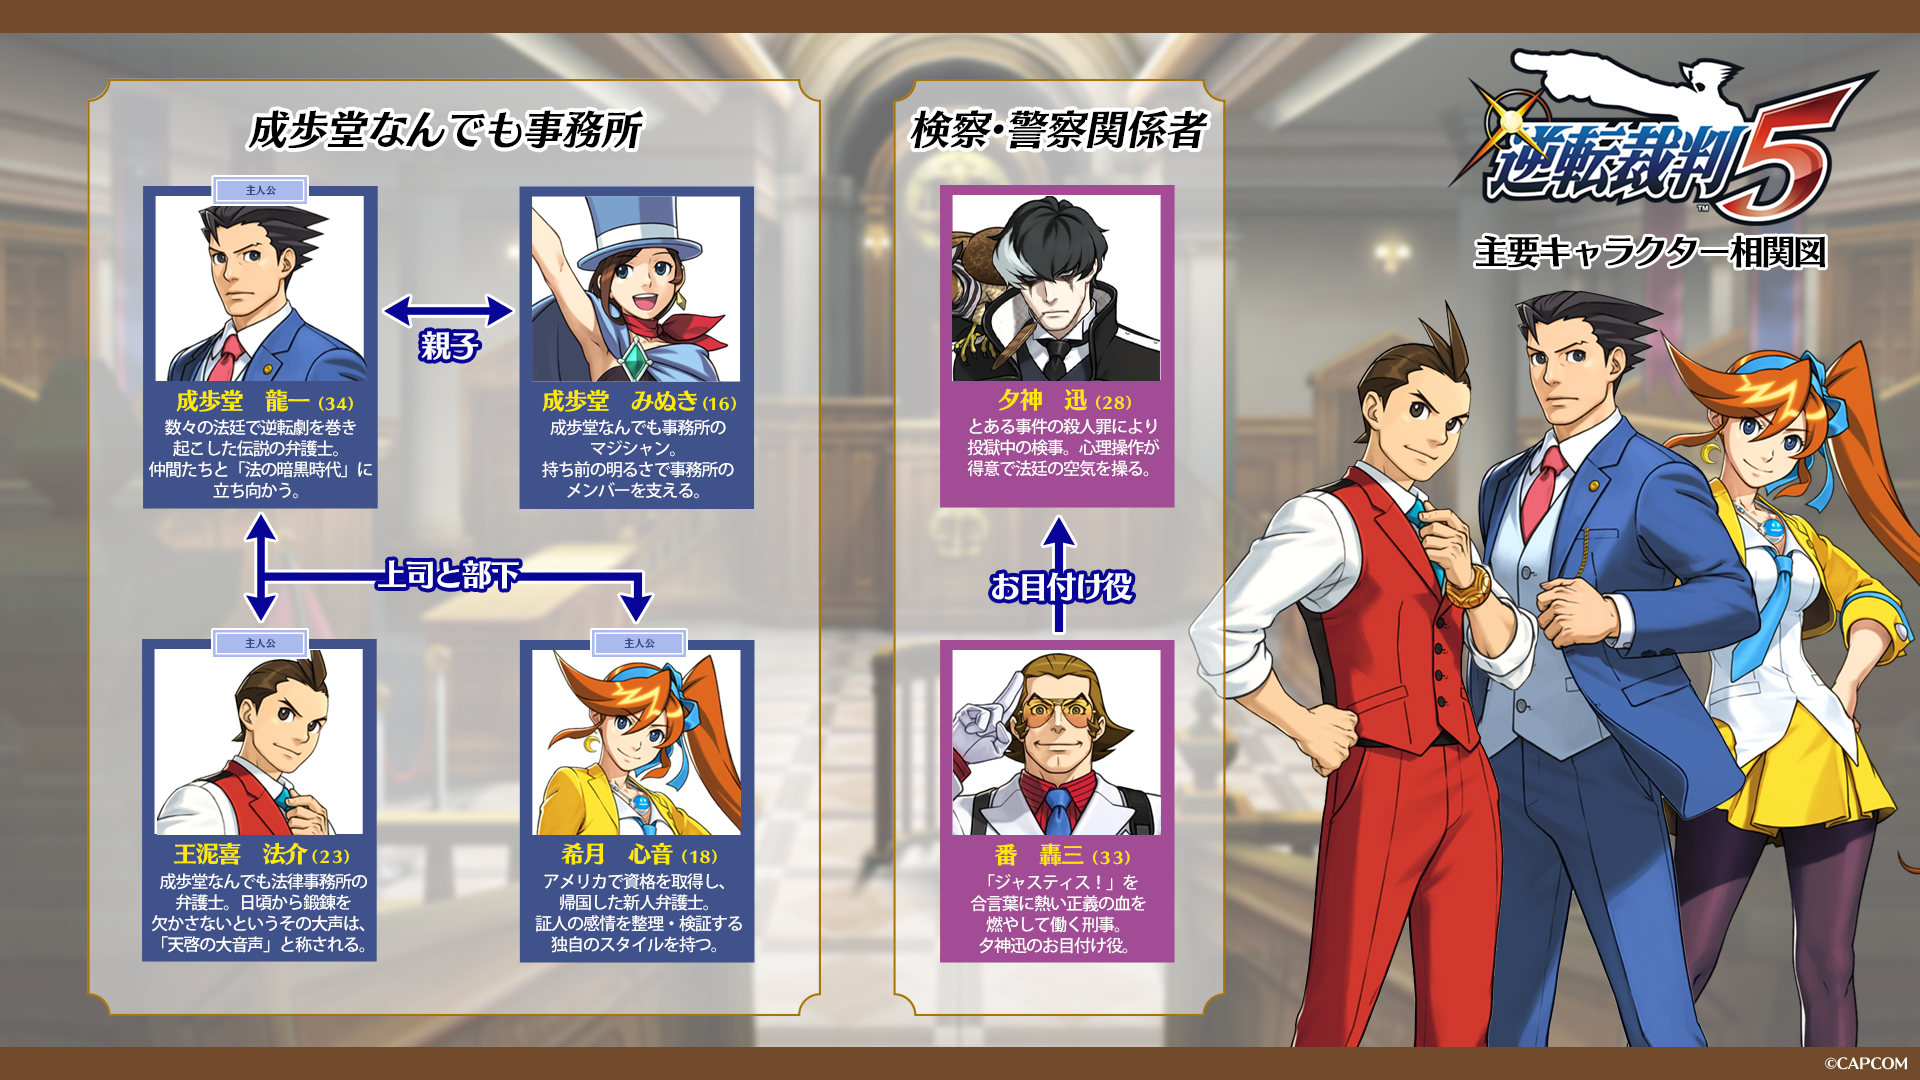 逆転裁判5
TM
主要キャラクター相関図
成歩堂なんでも事務所
主人公
成歩堂　龍一（34）
数々の法廷で逆転劇を巻き
起こした伝説の弁護士。
仲間たちと「法の暗黒時代」に
立ち向かう。
親子
成歩堂　みぬき（16）
成歩堂なんでも事務所の
マジシャン。
持ち前の明るさで事務所の
メンバーを支える。
上司と部下
主人公
王泥喜　法介（23）
成歩堂なんでも法律事務所の
弁護士。日頃から鍛錬を
欠かさないというその大声は、
「天啓の大音声」と称される。
主人公
希月　心音（18）
アメリカで資格を取得し、
帰国した新人弁護士。
証人の感情を整理・検証する
独自のスタイルを持つ。
検察・警察関係者
夕神　迅（28）
とある事件の殺人罪により
投獄中の検事。心理操作が
得意で法廷の空気を操る。
お目付け役
番　轟三（33）
「ジャスティス！」を
合言葉に熱い正義の血を
燃やして働く刑事。
夕神迅のお目付け役。
©CAPCOM